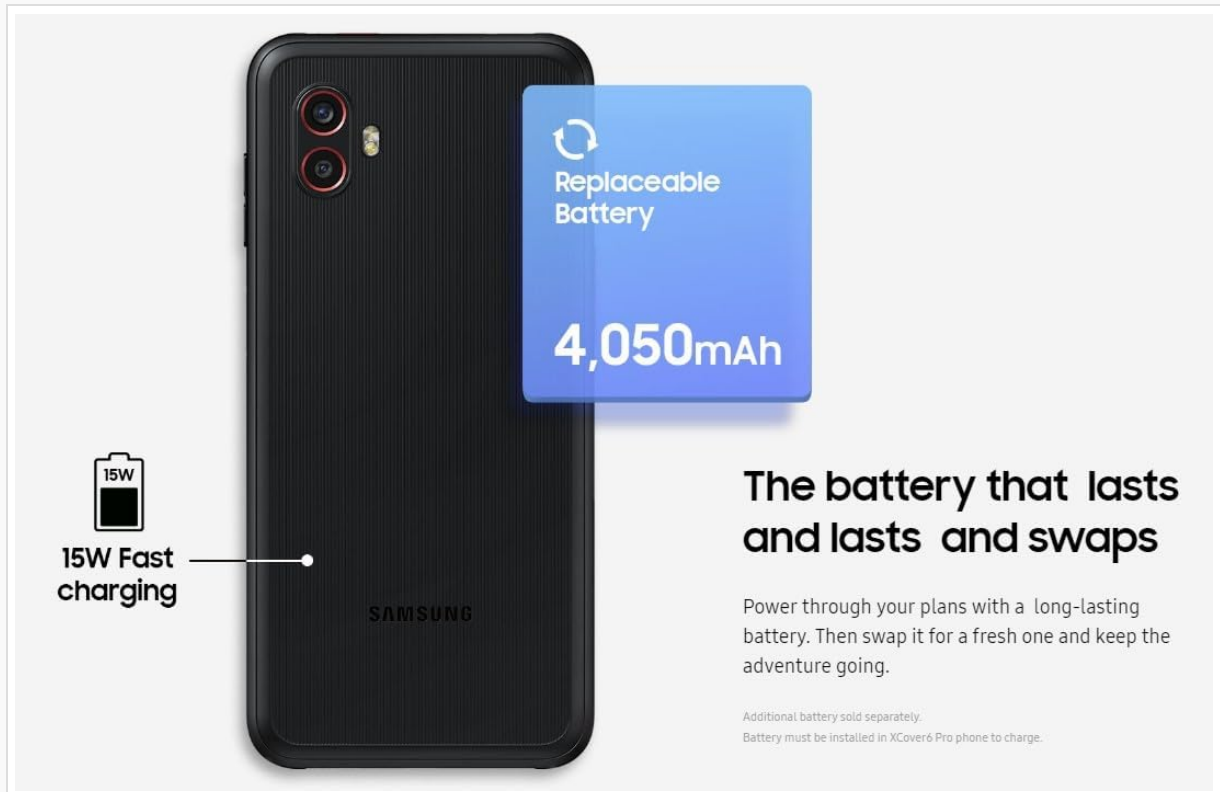 Replaceable
Battery
4,050mAh
15W
15W Fast
charging
SAMSUNG
The battery that lasts
and lasts and swaps
Power through your plans with a long-lasting
battery. Then swap it for a fresh one and keep the
adventure going.
Additional battery sold separately.
Battery must be installed in XCover6 Pro phone to charge.